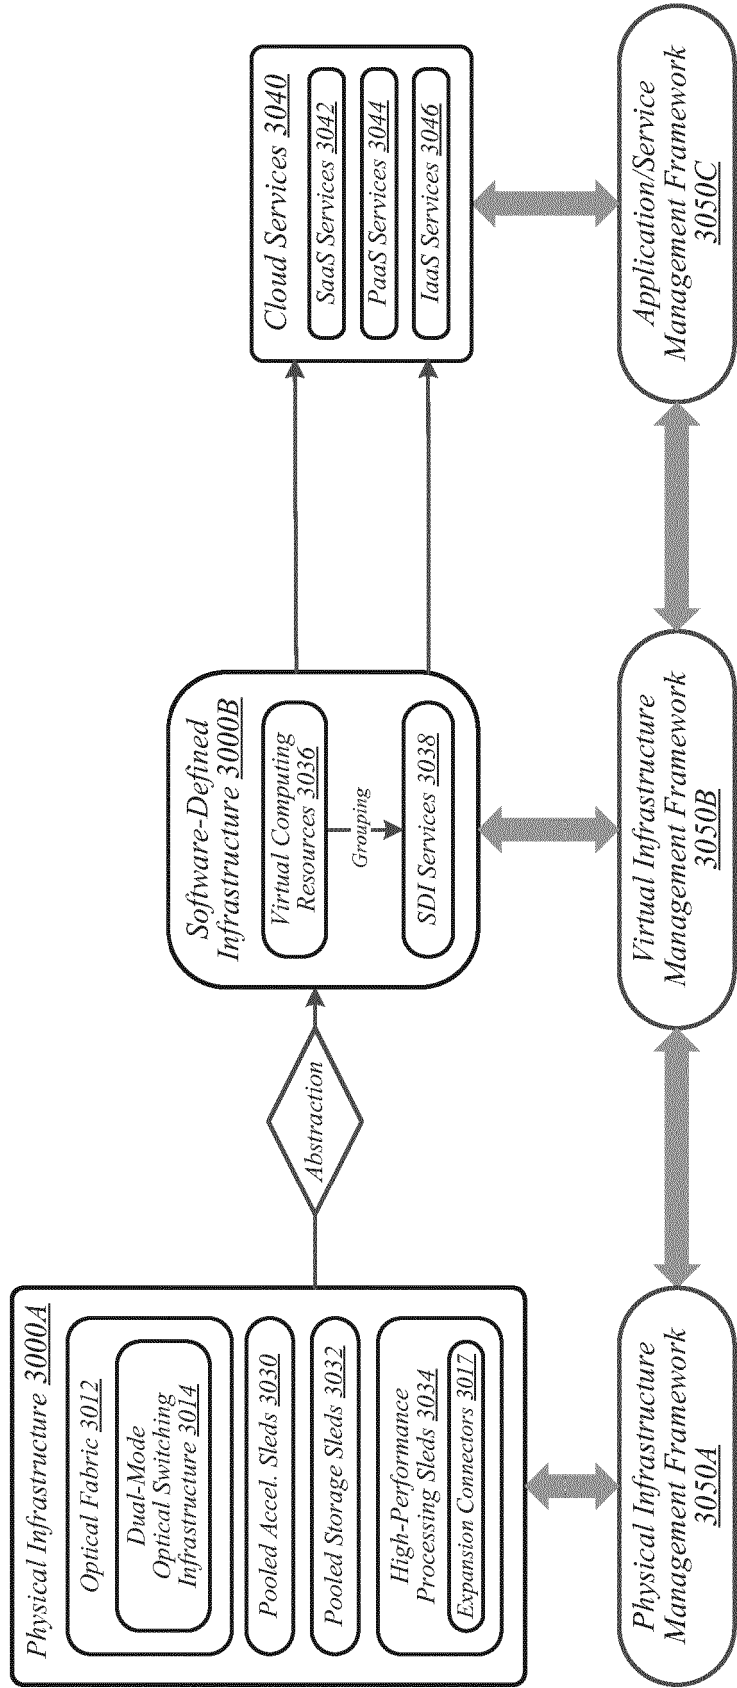 Physical Infrastructure 3000A
Optical Fabric 3012
Dual-Mode
Optical Switching
Infrastructure 3014
Pooled Accel. Sleds 3030
Pooled Storage Sleds 3032
High-Performance
Processing Sleds 3034
Expansion Connectors 3017
Abstraction
Software-Defined
Infrastructure 3000B
Virtual Computing
Resources 3036
Grouping
SDI Services 3038
Cloud Services 3040
SaaS Services 3042
PaaS Services 3044
IaaS Services 3046
Physical Infrastructure
Management Framework
3050A
Virtual Infrastructure
Management Framework
3050B
Application/Service
Management Framework
3050C